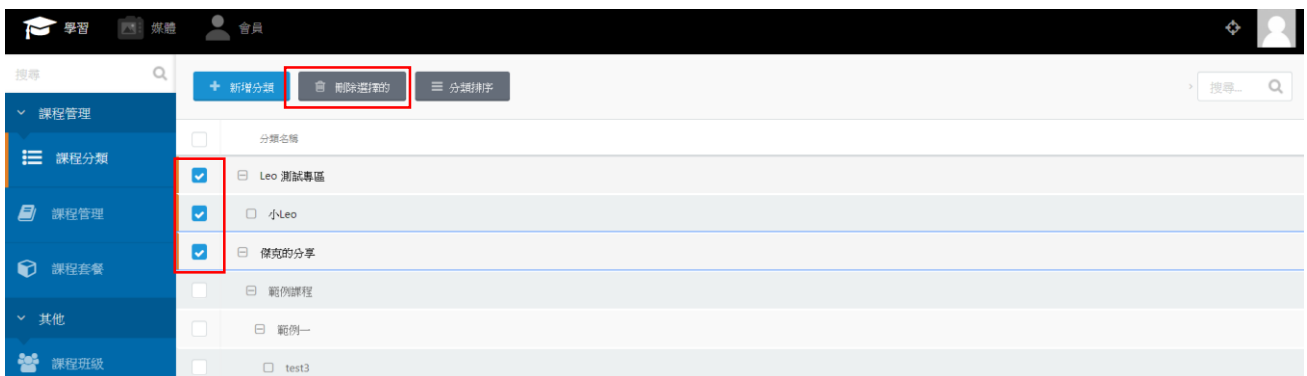 學習 媒體 會員
搜尋
新增分類 刪除選擇的 分類排序 搜尋...
課程管理
分類名稱
課程分類
Leo 測試專區
課程管理
小Leo
傑克的分享
課程套餐
範例課程
其他
範例一
課程班級
test3